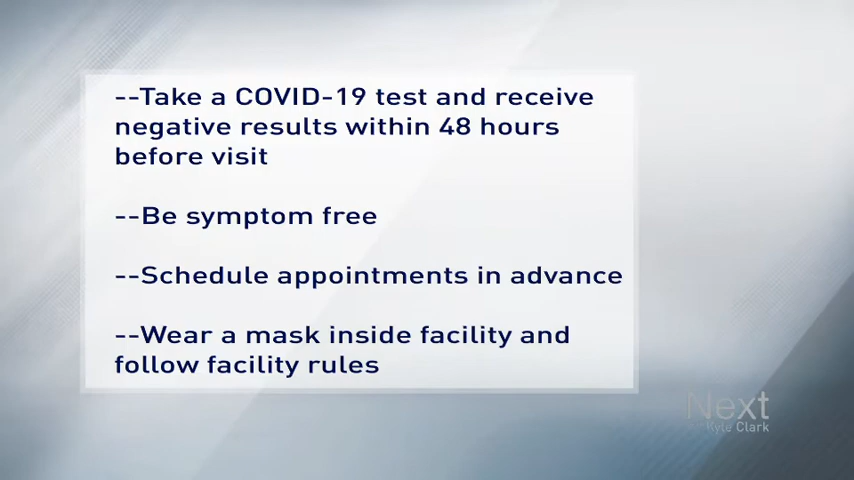 --Take a COVID-19 test and receive
negative results within 48 hours
before visit
--Be symptom free
--Schedule appointments in advance
--Wear a mask inside facility and
follow facility rules
Next
Kyle Clark